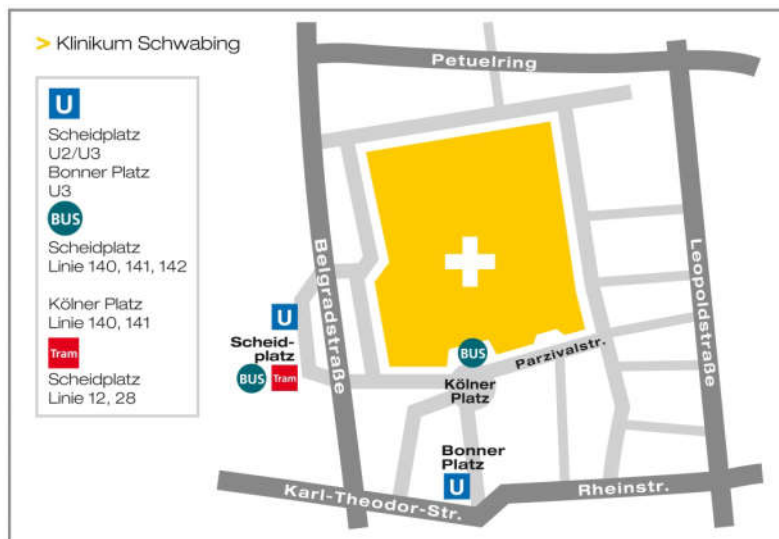 > Klinikum Schwabing
U
Scheidplatz
U2/U3
Bonner Platz
U3
BUS
Scheidplatz
Linie 140, 141, 142
Kölner Platz
Linie 140, 141
Tram
Scheidplatz
Linie 12, 28
Petuelring
Belgradstraße
Leopoldstraße
U
Scheid-
platz
BUS Tram
BUS
Kölner
Platz
Parzivalstr.
Bonner
Platz
U
Karl-Theodor-Str.
Rheinstr.